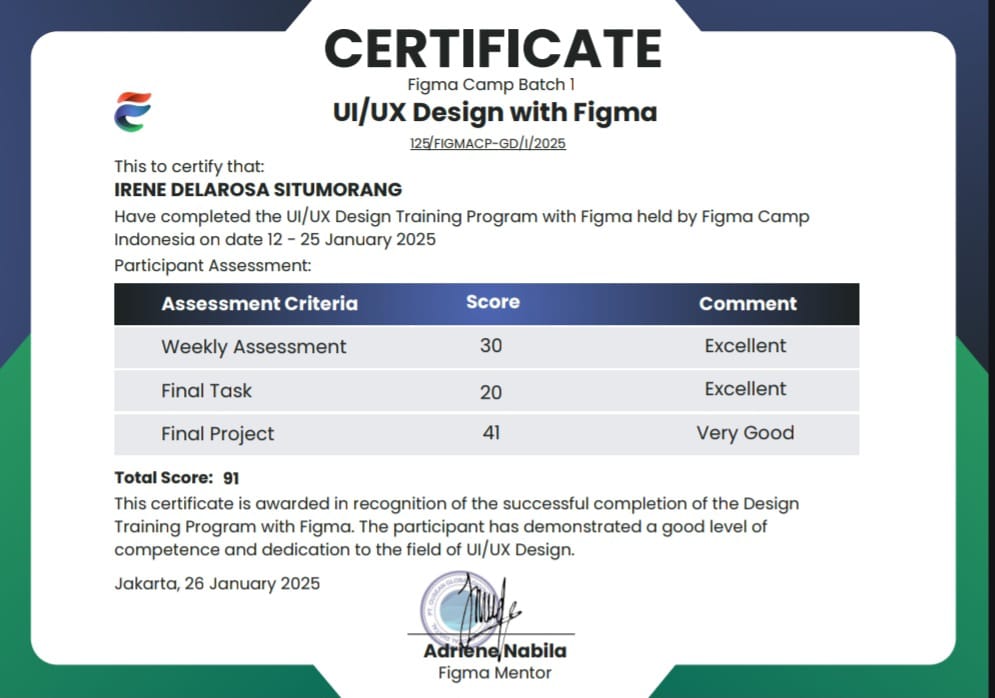 CERTIFICATE
Figma Camp Batch 1
UI/UX Design with Figma
125/FIGMACP-GD/I/2025
This to certify that:
IRENE DELAROSA SITUMORANG
Have completed the UI/UX Design Training Program with Figma held by Figma Camp
Indonesia on date 12 - 25 January 2025
Participant Assessment:
Assessment Criteria Score Comment
Weekly Assessment 30 Excellent
Final Task 20 Excellent
Final Project 41 Very Good
Total Score: 91
This certificate is awarded in recognition of the successful completion of the Design
Training Program with Figma. The participant has demonstrated a good level of
competence and dedication to the field of UI/UX Design.
Jakarta, 26 January 2025
Adriene Nabila
Figma Mentor